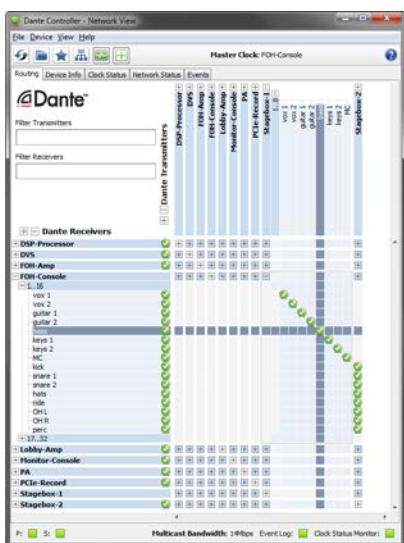 Dante Controller - Network View
File Device View Help
Master Clock: FOH-Console
Routing Device Info Clock Status Network Status Events
Dante™
Filter Transmitters
Filter Receivers
Dante Transmitters
DSP-Processor
DVS
FOH-Amp
FOH-Console
Lobby-Amp
Monitor-Console
PA
PCIe-Record
Stagebox-1
1..8
vox 1
vox 2
guitar 1
guitar 2
keys 1
keys 2
MC
Stagebox-2
Dante Receivers
DSP-Processor
DVS
FOH-Amp
FOH-Console
1..16
vox 1
vox 2
guitar 1
guitar 2
keys 1
keys 2
MC
kick
snare 1
snare 2
hats
ride
OH L
OH R
perc
17..32
Lobby-Amp
Monitor-Console
PA
PCIe-Record
Stagebox-1
Stagebox-2
P: S: Multicast Bandwidth: Event Log: Clock Status Monitor: